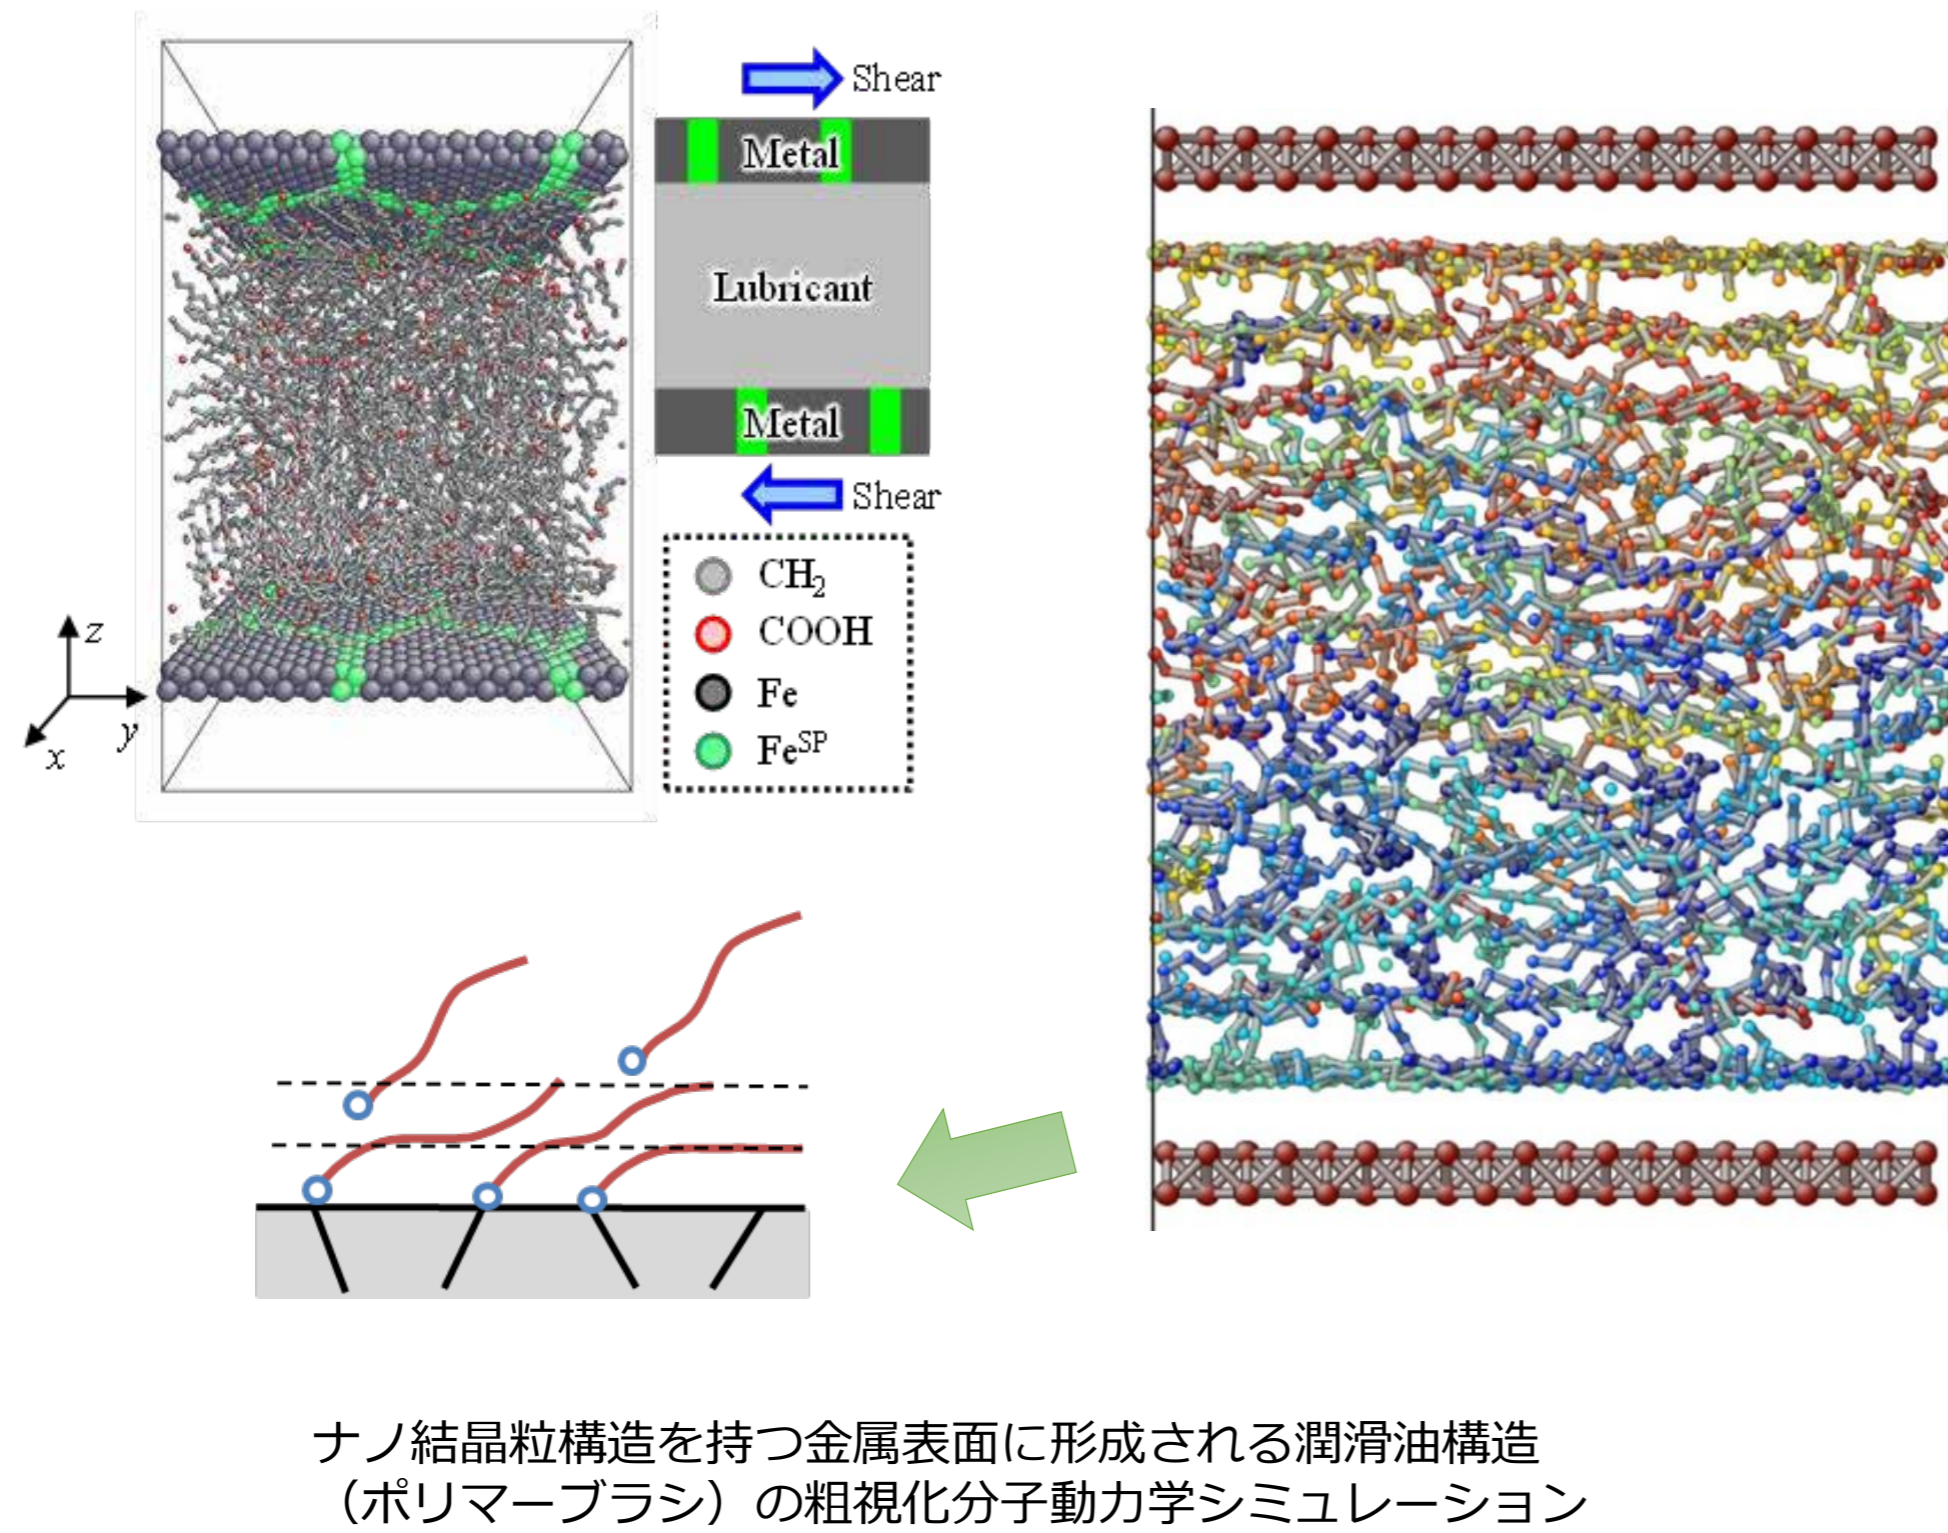 Shear
Metal
Lubricant
Metal
Shear
CH₂
COOH
Fe
Feˢᴾ
z
y
x
ナノ結晶粒構造を持つ金属表面に形成される潤滑油構造
（ポリマーブラシ）の粗視化分子動力学シミュレーション